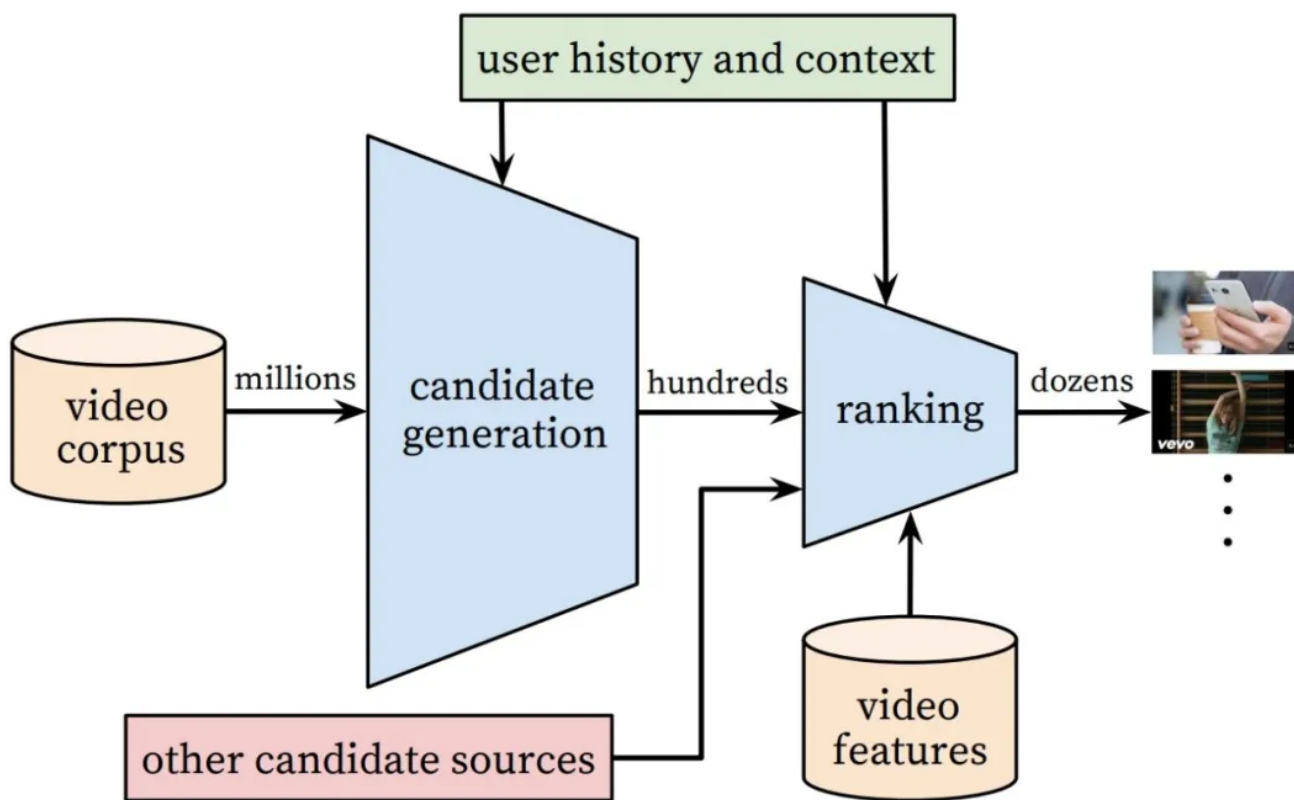 user history and context
video
corpus
millions
candidate
generation
hundreds
ranking
dozens
vevo
other candidate sources
video
features